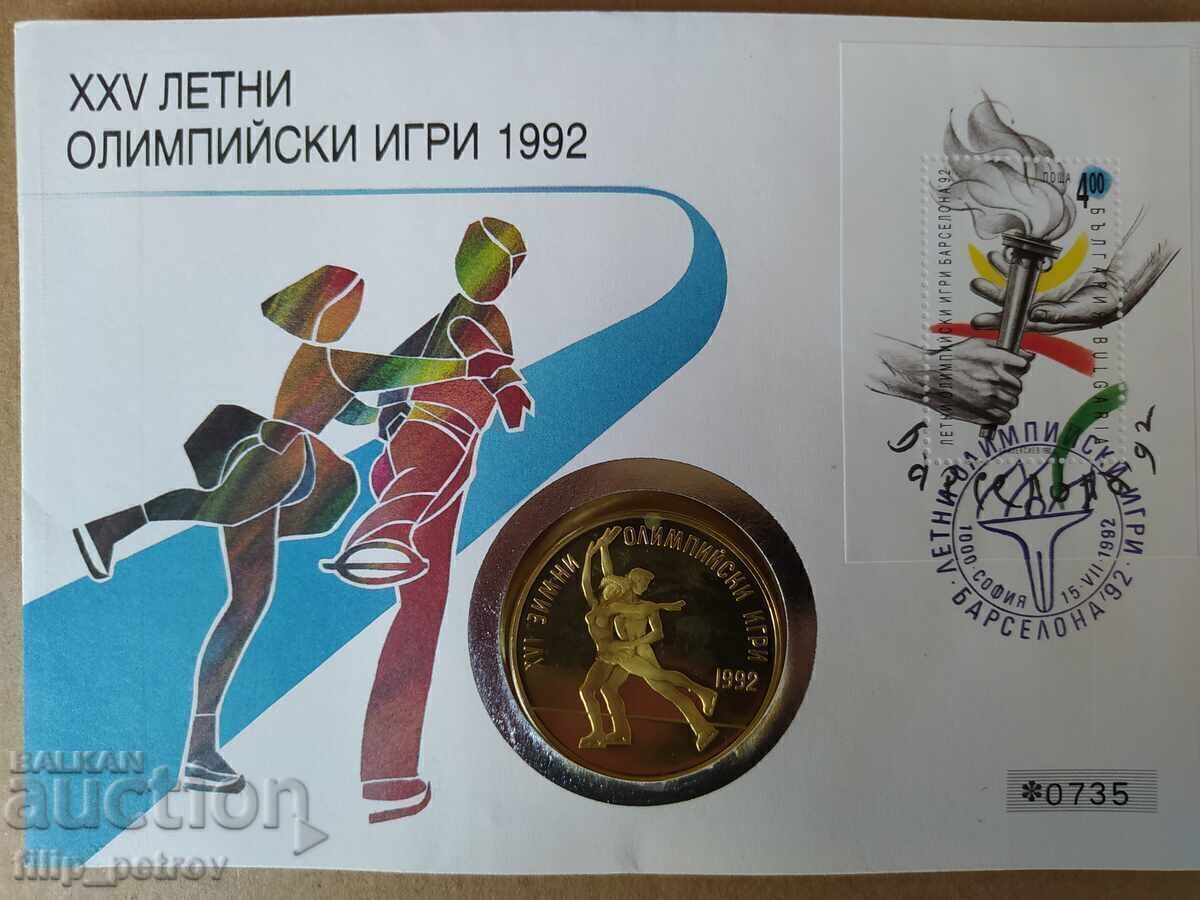 XXV ЛЕТНИ
ОЛИМПИЙСКИ ИГРИ 1992
ПОЩА
4.00
БЪЛГАРИЯ BULGARIA
ЛЕТНИ ОЛИМПИЙСКИ ИГРИ БАРСЕЛОНА '92
ЛЕТНИ ОЛИМПИЙСКИ ИГРИ
·БАРСЕЛОНА'92·
1000·СОФИЯ 15·VII·1992
XVI ЗИМНИ ОЛИМПИЙСКИ ИГРИ
1992
*0735
BALKAN
auction
filip_petrov